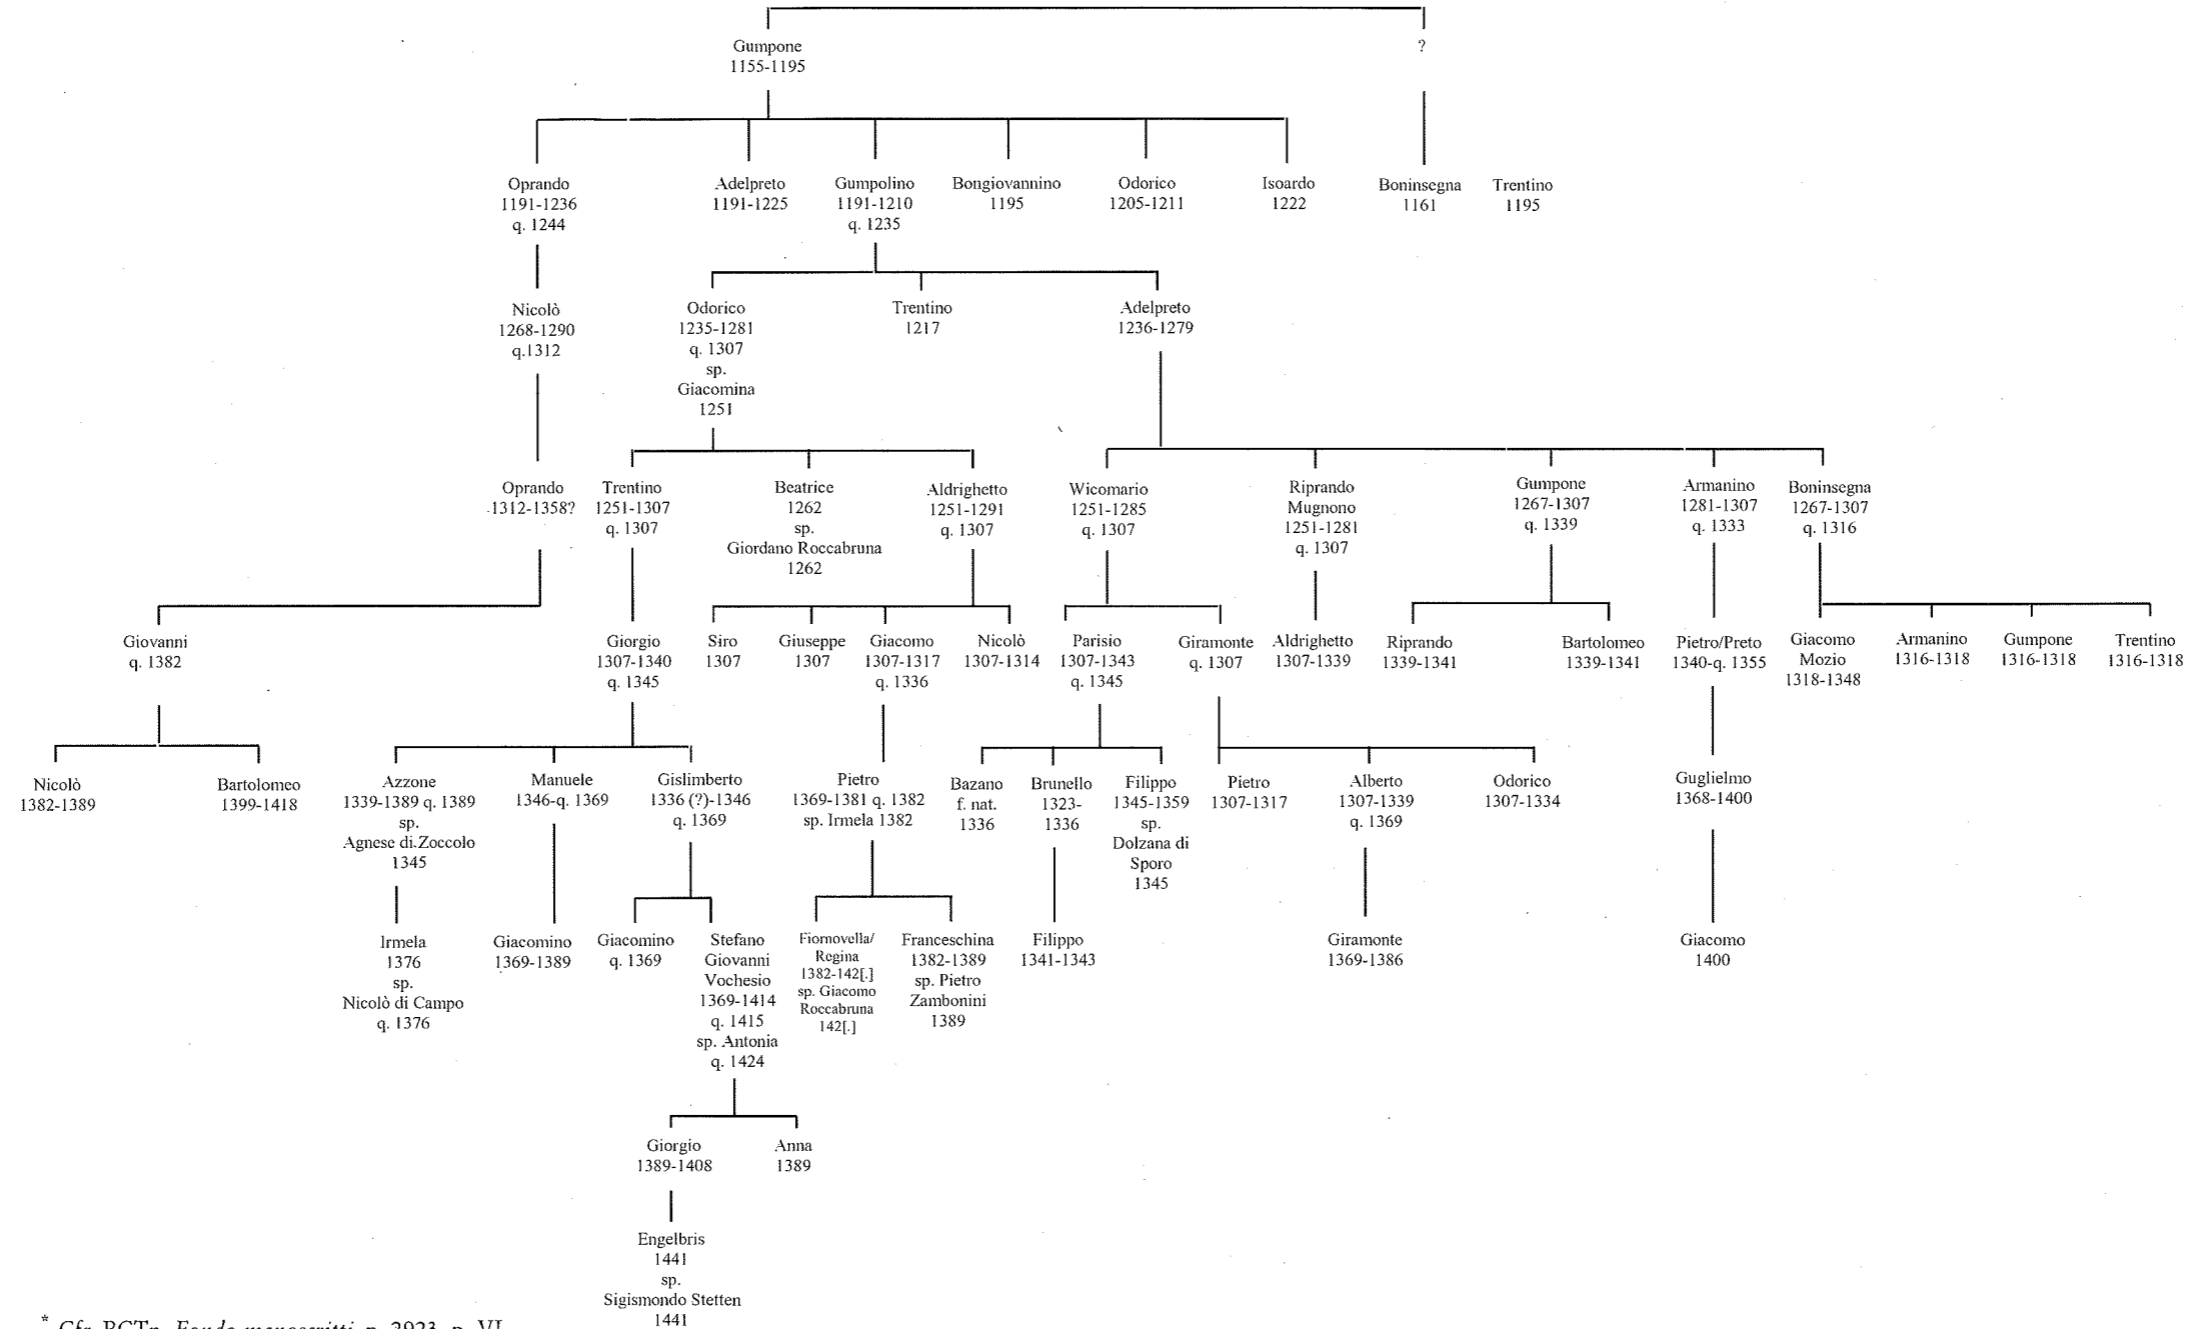 Gumpone
1155-1195
?
Oprando
1191-1236
q. 1244
Adelpreto
1191-1225
Gumpolino
1191-1210
q. 1235
Bongiovannino
1195
Odorico
1205-1211
Isoardo
1222
Boninsegna
1161
Trentino
1195
Nicolò
1268-1290
q.1312
Odorico
1235-1281
q. 1307
sp.
Giacomina
1251
Trentino
1217
Adelpreto
1236-1279
Oprando
1312-1358?
Trentino
1251-1307
q. 1307
Beatrice
1262
sp.
Giordano Roccabruna
1262
Aldrighetto
1251-1291
q. 1307
Wicomario
1251-1285
q. 1307
Riprando
Mugnono
1251-1281
q. 1307
Gumpone
1267-1307
q. 1339
Armanino
1281-1307
q. 1333
Boninsegna
1267-1307
q. 1316
Giovanni
q. 1382
Giorgio
1307-1340
q. 1345
Siro
1307
Giuseppe
1307
Giacomo
1307-1317
q. 1336
Nicolò
1307-1314
Parisio
1307-1343
q. 1345
Giramonte
q. 1307
Aldrighetto
1307-1339
Riprando
1339-1341
Bartolomeo
1339-1341
Pietro/Preto
1340-q. 1355
Giacomo
Mozio
1318-1348
Armanino
1316-1318
Gumpone
1316-1318
Trentino
1316-1318
Nicolò
1382-1389
Bartolomeo
1399-1418
Azzone
1339-1389 q. 1389
sp.
Agnese di Zoccolo
1345
Manuele
1346-q. 1369
Gislimberto
1336 (?)-1346
q. 1369
Pietro
1369-1381 q. 1382
sp. Irmela 1382
Bazano
f. nat.
1336
Brunello
1323-
1336
Filippo
1345-1359
sp.
Dolzana di
Sporo
1345
Pietro
1307-1317
Alberto
1307-1339
q. 1369
Odorico
1307-1334
Guglielmo
1368-1400
Irmela
1376
sp.
Nicolò di Campo
q. 1376
Giacomino
1369-1389
Giacomino
q. 1369
Stefano
Giovanni
Vochesio
1369-1414
q. 1415
sp. Antonia
q. 1424
Fiornovella/
Regina
1382-142[.]
sp. Giacomo
Roccabruna
142[.]
Franceschina
1382-1389
sp. Pietro
Zambonini
1389
Filippo
1341-1343
Giramonte
1369-1386
Giacomo
1400
Giorgio
1389-1408
Anna
1389
Engelbris
1441
sp.
Sigismondo Stetten
1441
* Cfr. BCTn, Fondo manoscritti, n. 2923, p. VI